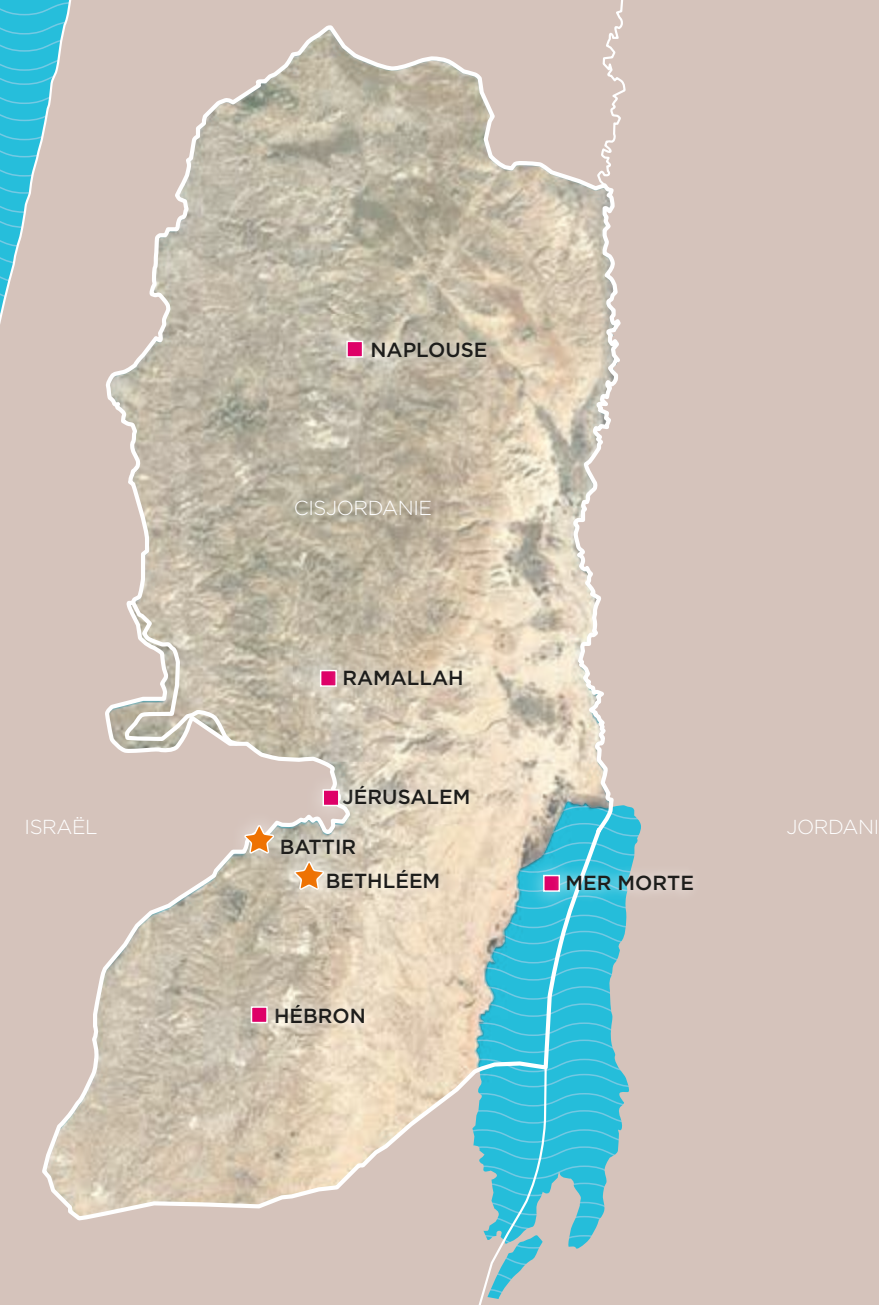 NAPLOUSE
CISJORDANIE
RAMALLAH
JÉRUSALEM
ISRAËL
JORDANI
BATTIR
BETHLÉEM
MER MORTE
HÉBRON